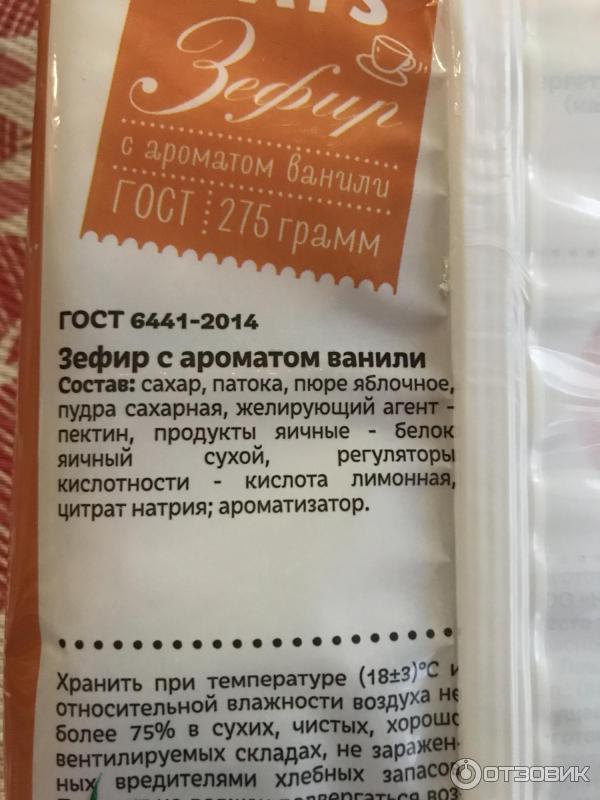 Зефир
с ароматом ванили
ГОСТ 275 грамм
ГОСТ 6441-2014
Зефир с ароматом ванили
Состав: сахар, патока, пюре яблочное,
пудра сахарная, желирующий агент -
пектин, продукты яичные - белок
яичный сухой, регуляторы
кислотности - кислота лимонная,
цитрат натрия; ароматизатор.
Хранить при температуре (18±3)°С и
относительной влажности воздуха не
более 75% в сухих, чистых, хорошо
вентилируемых складах, не заражен-
ных вредителями хлебных запасов.
подвергаться воз-
ОТЗОВИК